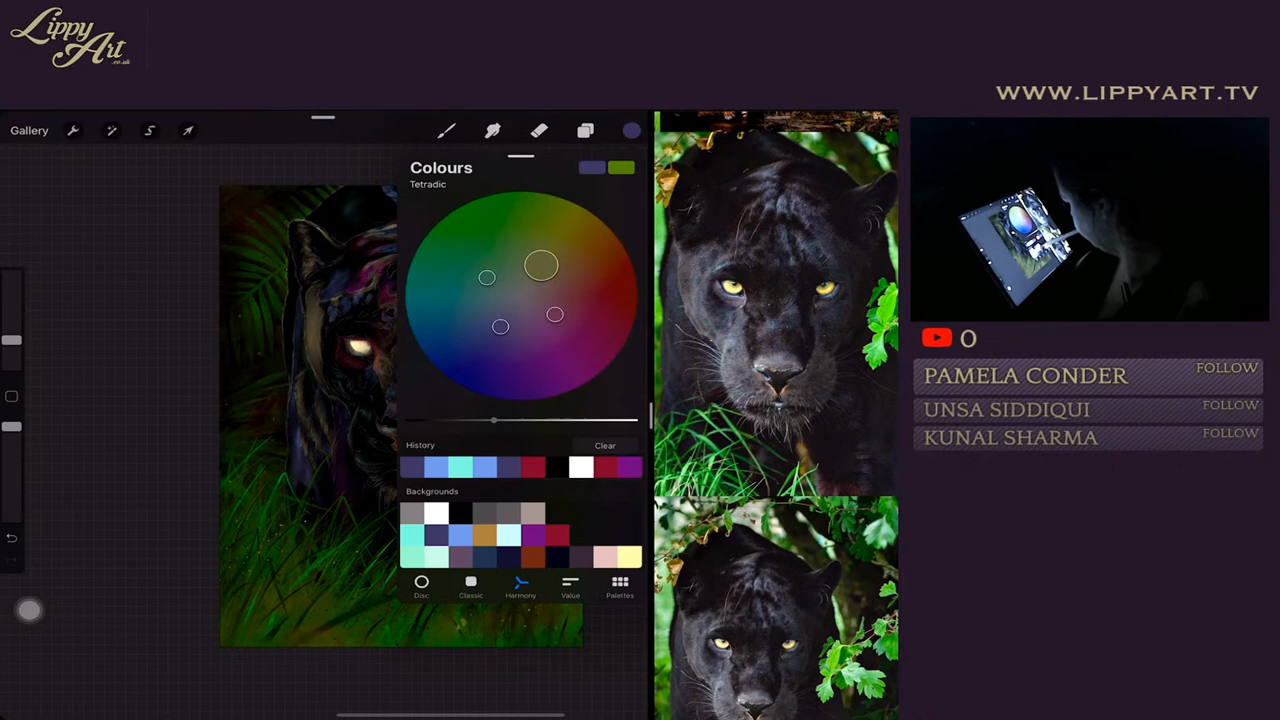 Lippy
Art
.co.uk
WWW.LIPPYART.TV
Gallery
Colours
Tetradic
0
PAMELA CONDER FOLLOW
UNSA SIDDIQUI FOLLOW
KUNAL SHARMA FOLLOW
History Clear
Backgrounds
Disc Classic Harmony Value Palettes